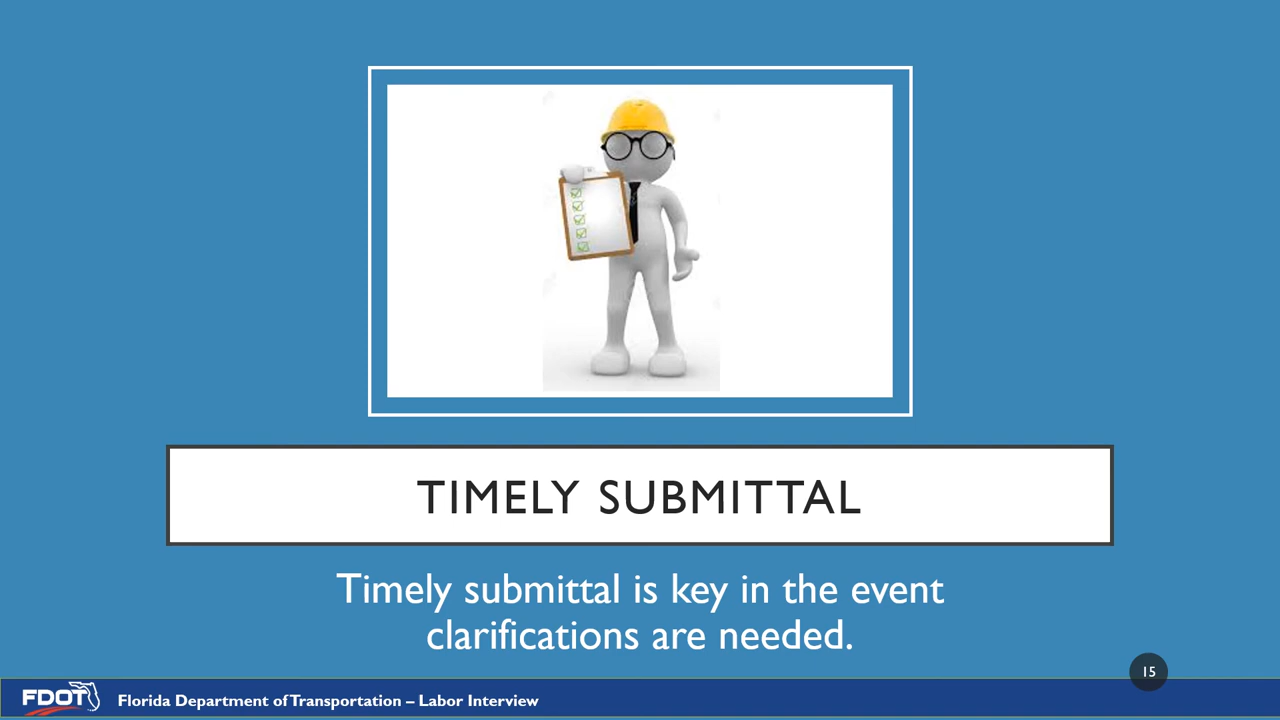 TIMELY SUBMITTAL
Timely submittal is key in the event
clarifications are needed.
15
FDOT
Florida Department of Transportation – Labor Interview